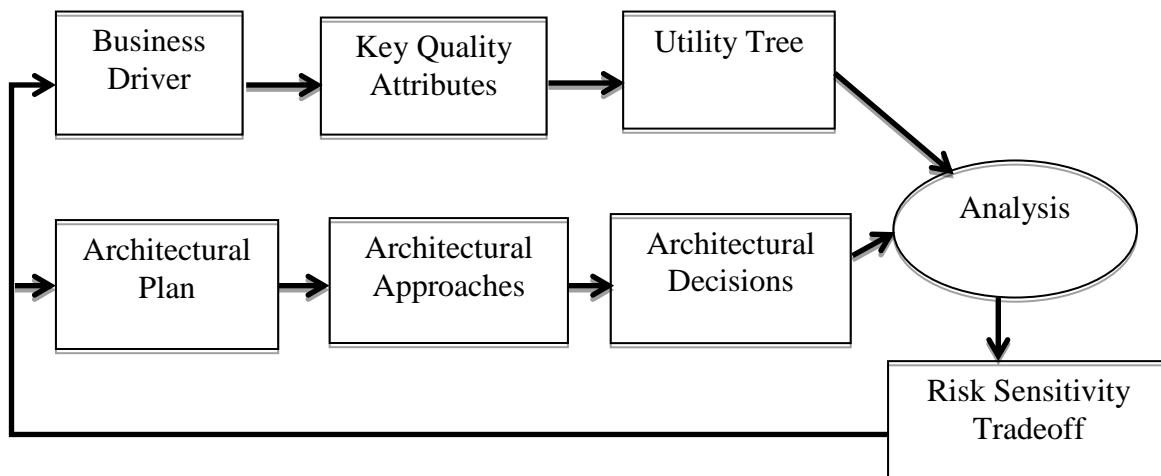 Business
Driver
Key Quality
Attributes
Utility Tree
Analysis
Architectural
Plan
Architectural
Approaches
Architectural
Decisions
Risk Sensitivity
Tradeoff